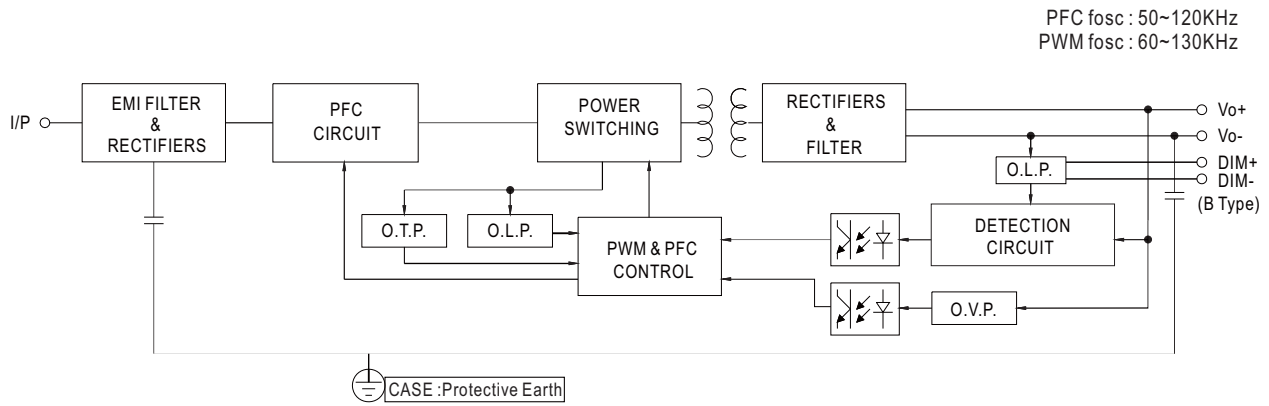 PFC fosc : 50~120KHz
PWM fosc : 60~130KHz
I/P
EMI FILTER
&
RECTIFIERS
PFC
CIRCUIT
POWER
SWITCHING
RECTIFIERS
&
FILTER
Vo+
Vo-
DIM+
DIM-
(B Type)
O.L.P.
O.T.P.
O.L.P.
PWM & PFC
CONTROL
DETECTION
CIRCUIT
O.V.P.
CASE :Protective Earth